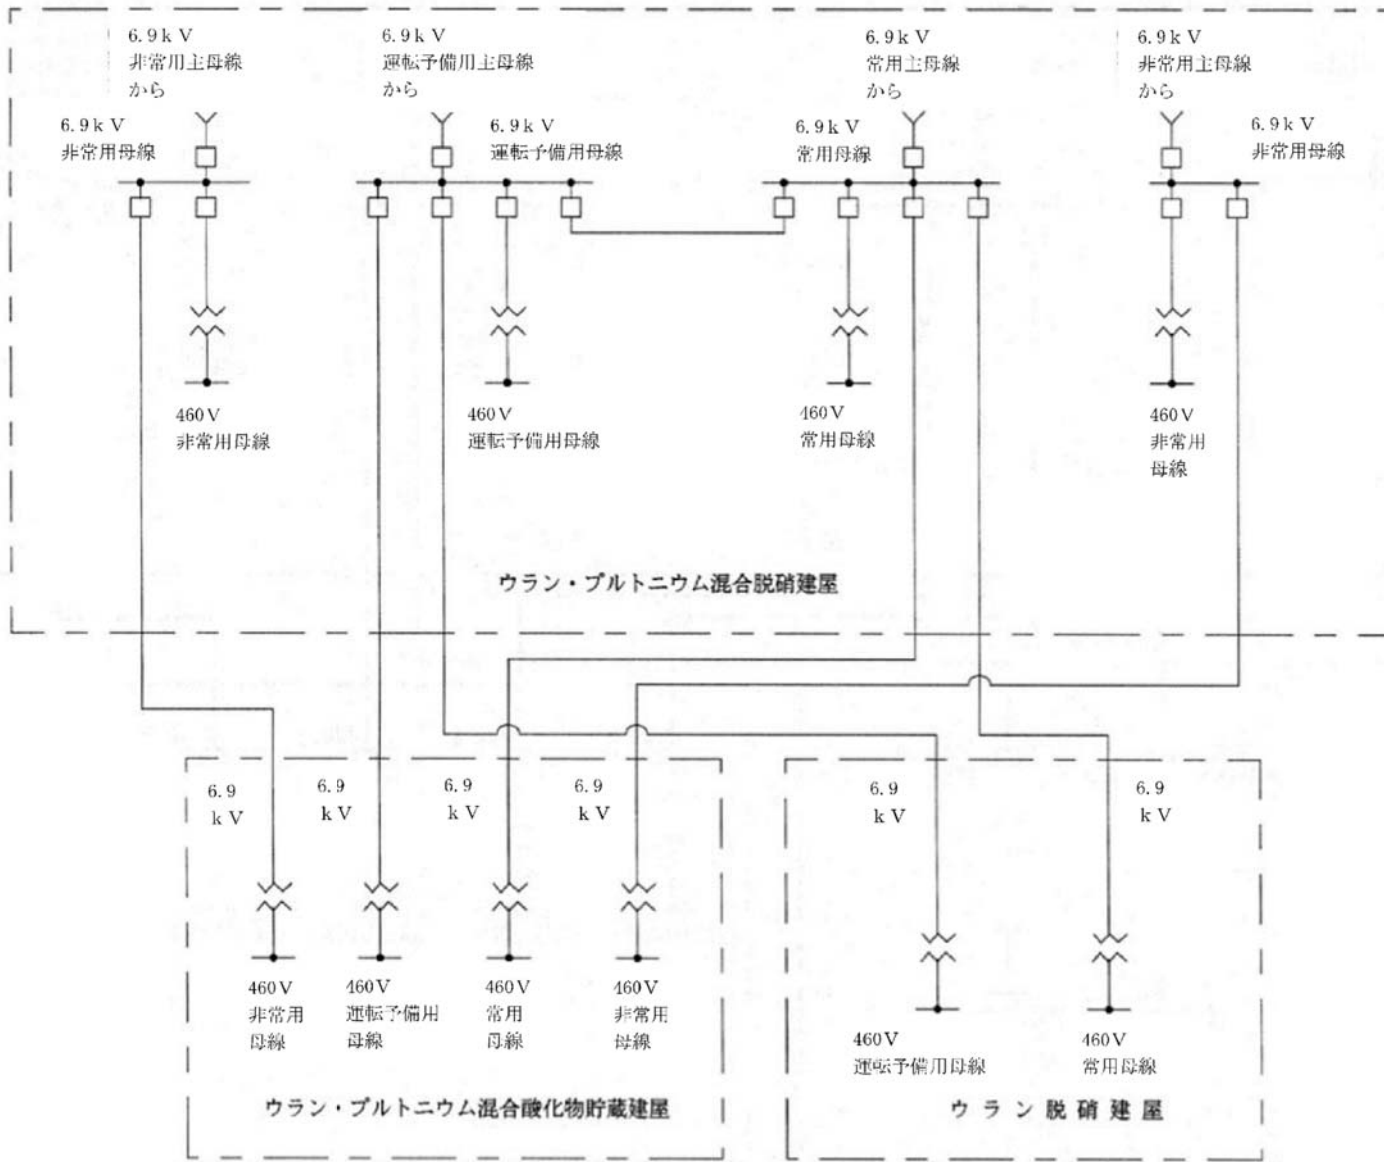 6.9kV
非常用主母線
から
6.9kV
運転予備用主母線
から
6.9kV
常用主母線
から
6.9kV
非常用主母線
から
6.9kV
非常用母線
6.9kV
運転予備用母線
6.9kV
常用母線
6.9kV
非常用母線
460V
非常用母線
460V
運転予備用母線
460V
常用母線
460V
非常用
母線
ウラン・プルトニウム混合脱硝建屋
6.9
kV
6.9
kV
6.9
kV
6.9
kV
6.9
kV
6.9
kV
460V
非常用
母線
460V
運転予備用
母線
460V
常用
母線
460V
非常用
母線
460V
運転予備用母線
460V
常用母線
ウラン・プルトニウム混合酸化物貯蔵建屋
ウラン脱硝建屋